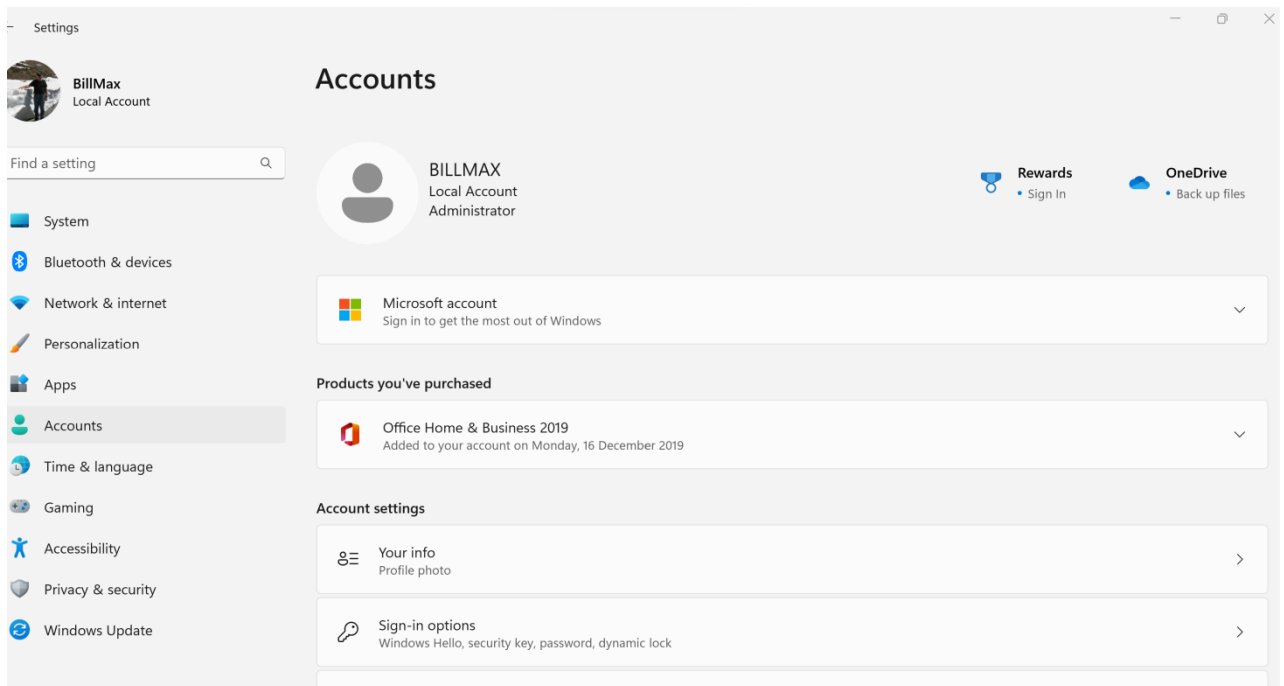 Settings
BillMax
Local Account
Find a setting
System
Bluetooth & devices
Network & internet
Personalization
Apps
Accounts
Time & language
Gaming
Accessibility
Privacy & security
Windows Update
Accounts
BILLMAX
Local Account
Administrator
Rewards
• Sign In
OneDrive
• Back up files
Microsoft account
Sign in to get the most out of Windows
Products you've purchased
Office Home & Business 2019
Added to your account on Monday, 16 December 2019
Account settings
Your info
Profile photo
Sign-in options
Windows Hello, security key, password, dynamic lock